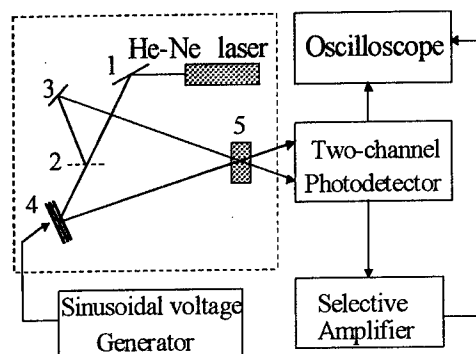 He-Ne laser
Oscilloscope
1
3
5
2
Two-channel
Photodetector
4
Sinusoidal voltage
Generator
Selective
Amplifier